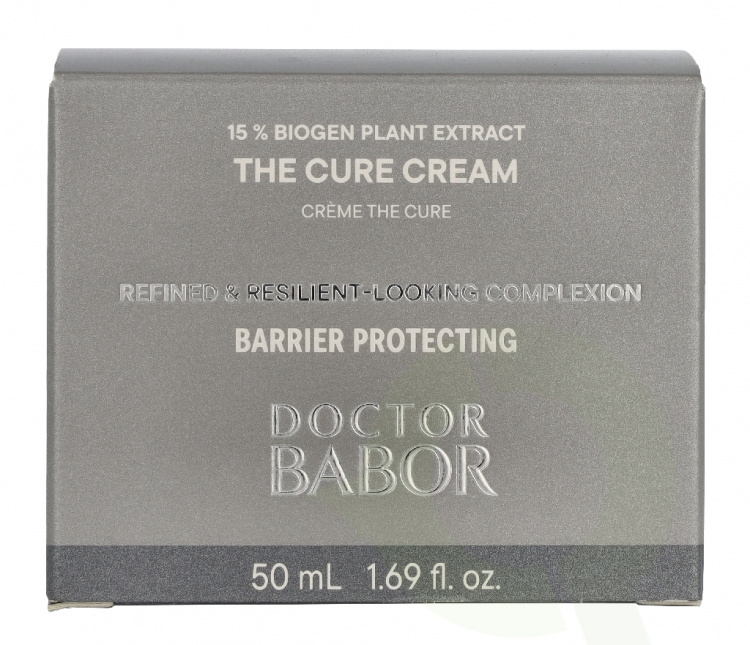 15 % BIOGEN PLANT EXTRACT
THE CURE CREAM
CRÈME THE CURE
REFINED & RESILIENT-LOOKING COMPLEXION
BARRIER PROTECTING
DOCTOR
BABOR
50 mL 1.69 fl. oz.